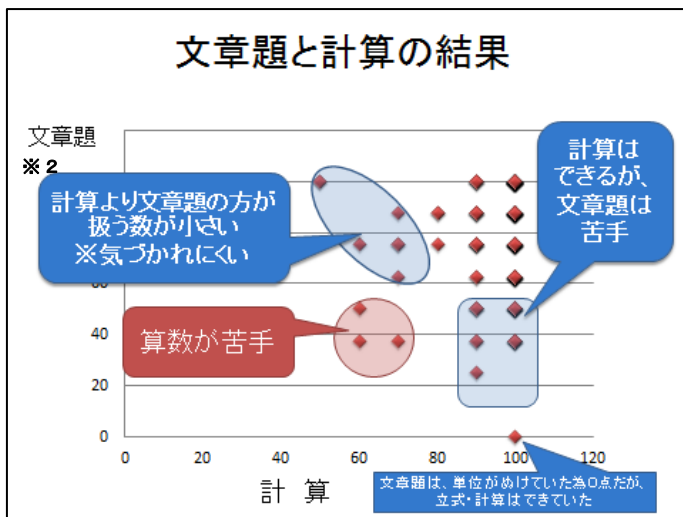 文章題と計算の結果
文章題
※２
計算より文章題の方が
扱う数が小さい
※気づかれにくい
計算は
できるが、
文章題は
苦手
算数が苦手
60
40
20
0
0 20 40 60 80 100 120
計 算
文章題は、単位がぬけていた為0点だが、
立式・計算はできていた